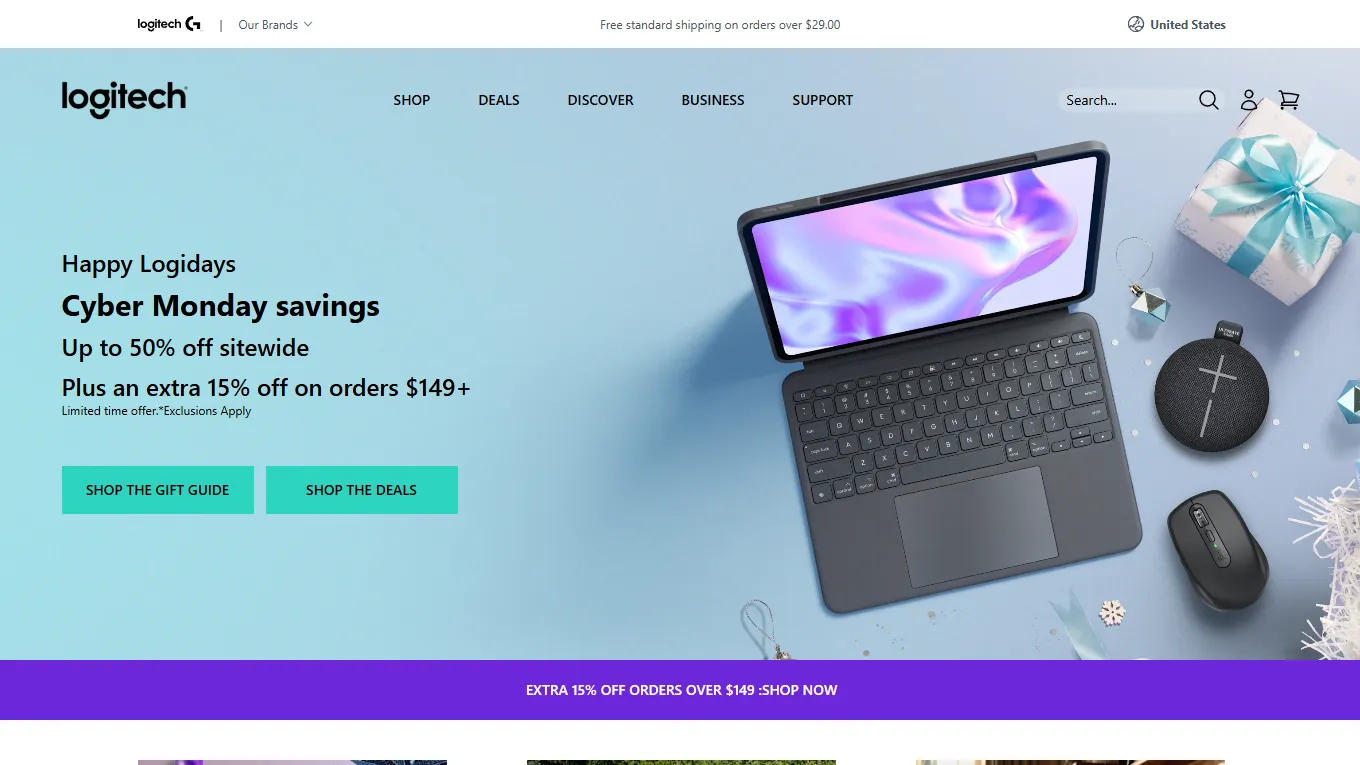 logitech G | Our Brands
Free standard shipping on orders over $29.00
United States
logitech
SHOP
DEALS
DISCOVER
BUSINESS
SUPPORT
Search...
Happy Logidays
Cyber Monday savings
Up to 50% off sitewide
Plus an extra 15% off on orders $149+
Limited time offer.*Exclusions Apply
SHOP THE GIFT GUIDE
SHOP THE DEALS
EXTRA 15% OFF ORDERS OVER $149 :SHOP NOW